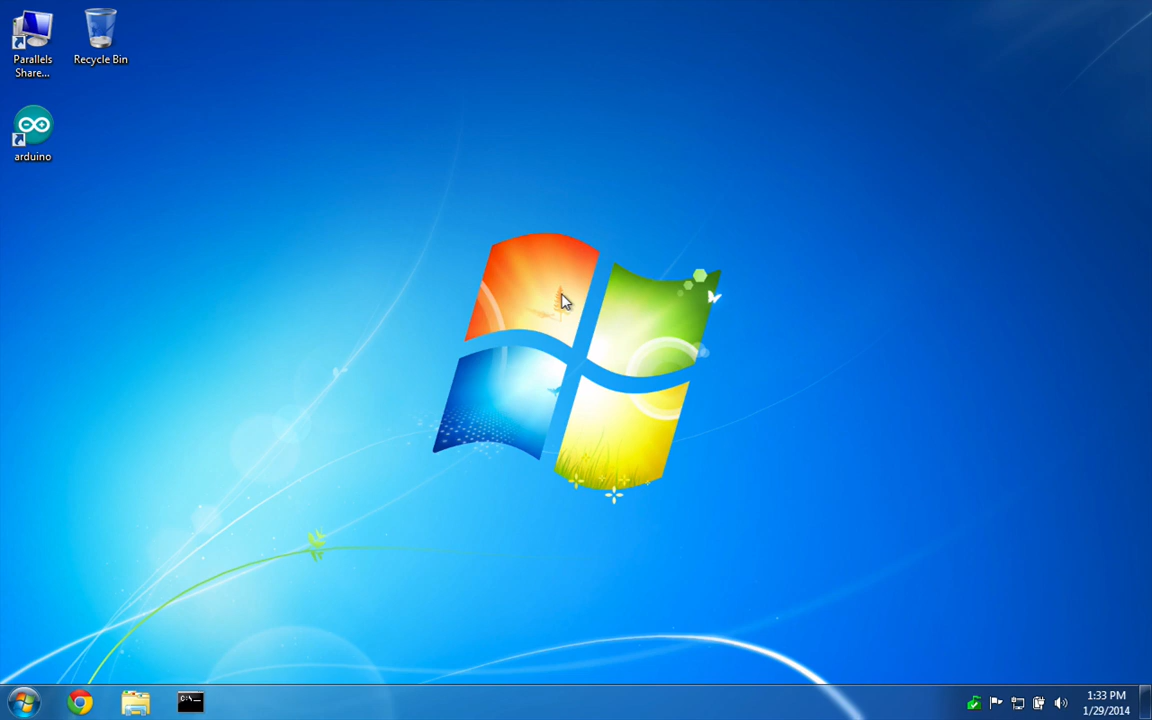 Parallels
Share...
Recycle Bin
arduino
C:\_
1:33 PM
1/29/2014